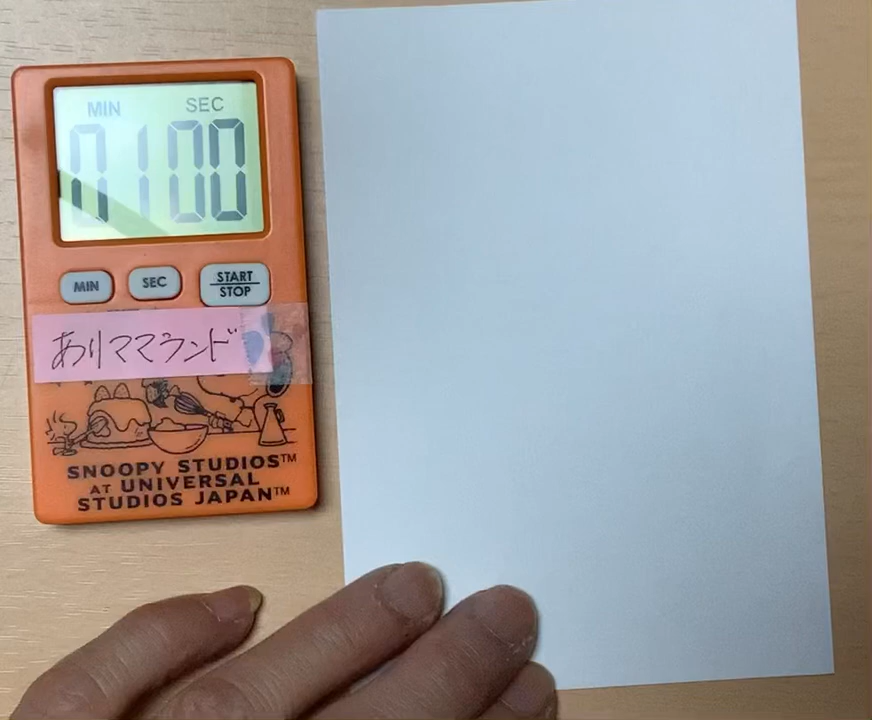 MIN SEC
01 00
MIN SEC START STOP
ありママランド
SNOOPY STUDIOS™
AT UNIVERSAL
STUDIOS JAPAN™